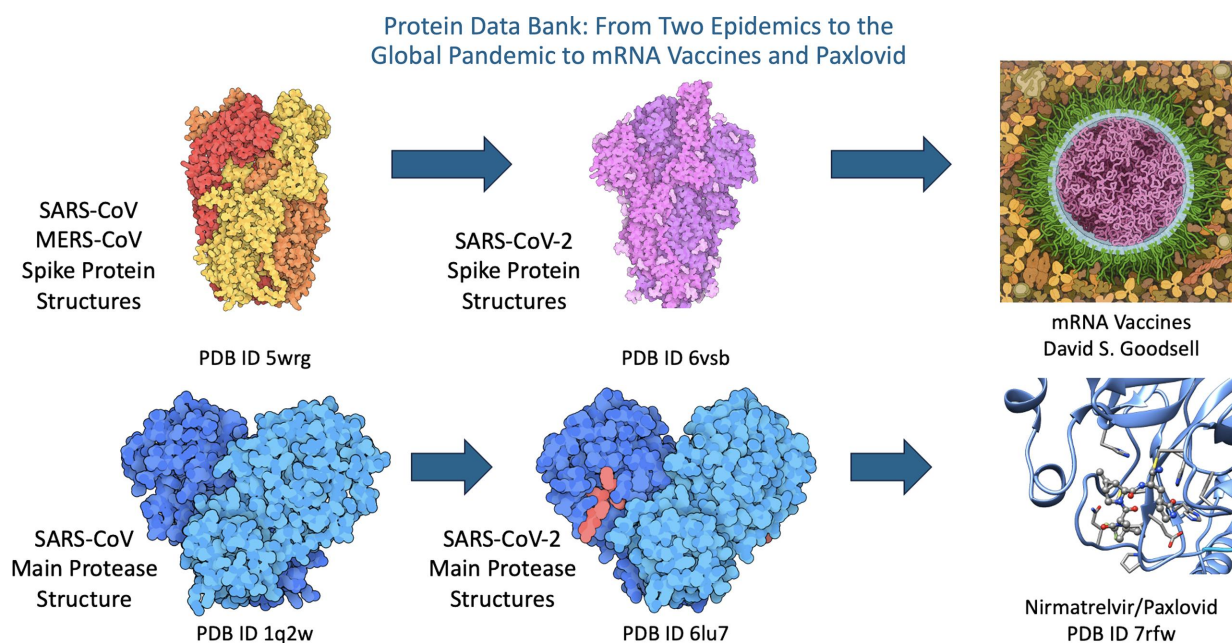 Protein Data Bank: From Two Epidemics to the
Global Pandemic to mRNA Vaccines and Paxlovid
SARS-CoV
MERS-CoV
Spike Protein
Structures
PDB ID 5wrg
SARS-CoV-2
Spike Protein
Structures
PDB ID 6vsb
mRNA Vaccines
David S. Goodsell
SARS-CoV
Main Protease
Structure
PDB ID 1q2w
SARS-CoV-2
Main Protease
Structures
PDB ID 6lu7
Nirmatrelvir/Paxlovid
PDB ID 7rfw